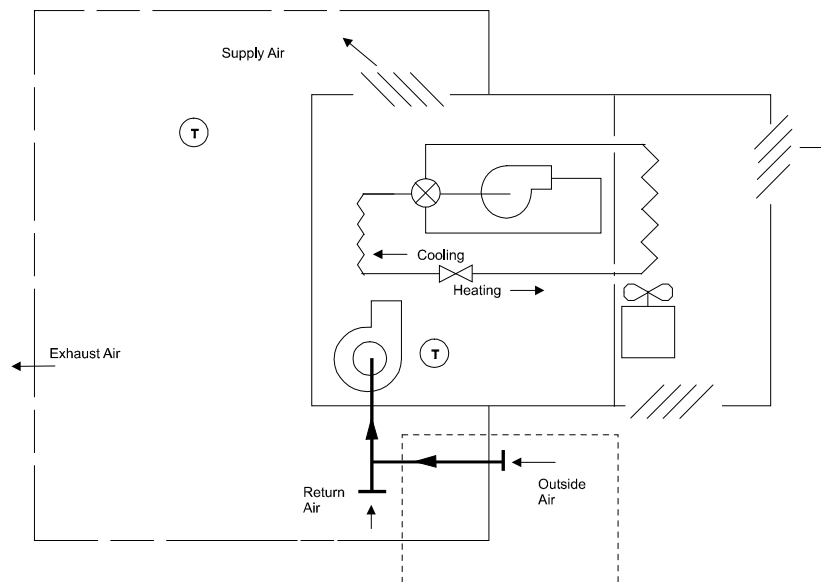 Supply Air
T
Cooling
Heating
T
Exhaust Air
Return
Air
Outside
Air